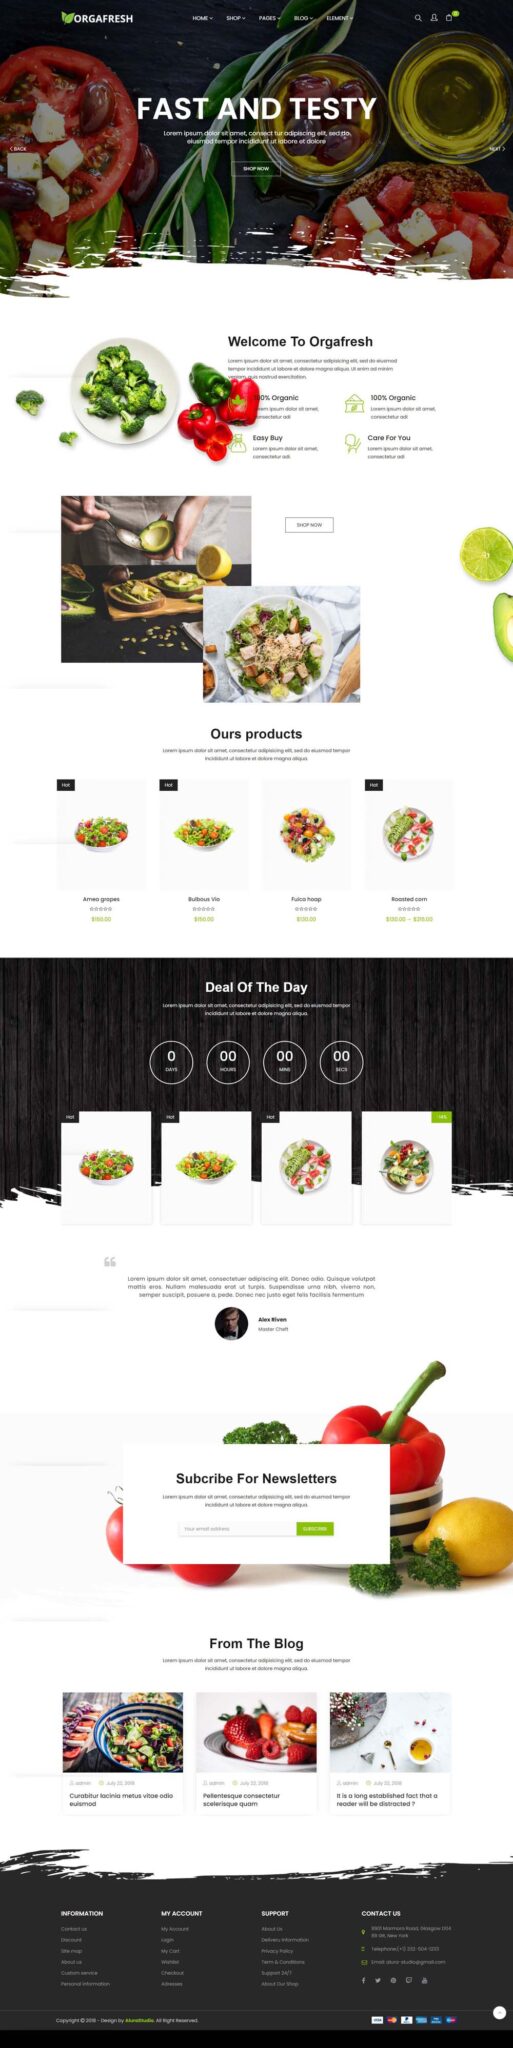 ORGAFRESH
HOME SHOP PAGES BLOG ELEMENT
0
FAST AND TESTY
Lorem ipsum dolor sit amet, consect tur adipiscing elit, sed do
eiusmod tempor incididunt ut labore et dolore
BACK
NEXT
SHOP NOW
Welcome To Orgafresh
Lorem ipsum dolor sit amet, consectetur adipisicing elit, sed do eiusmod
tempor incididunt ut labore et dolore magna aliqua. Ut enim ad minim
veniam, quis nostrud exercitation.
100% Organic
Lorem ipsum dolor sit amet,
consectetur adi
100% Organic
Lorem ipsum dolor sit amet,
consectetur adi
Easy Buy
Lorem ipsum dolor sit amet,
consectetur adi
Care For You
Lorem ipsum dolor sit amet,
consectetur adi
SHOP NOW
Ours products
Lorem ipsum dolor sit amet, consectetur adipisicing elit, sed do eiusmod tempor
incididunt ut labore et dolore magna aliqua.
Hot
Hot
Hot
Ameo grapes
Bulbous Vio
Fulca hoap
Roasted corn
$150.00
$150.00
$130.00
$130.00 – $215.00
Deal Of The Day
Lorem ipsum dolor sit amet, consectetur adipisicing elit, sed do eiusmod tempor
incididunt ut labore et dolore magna aliqua.
0
DAYS
00
HOURS
00
MINS
00
SECS
Hot
Hot
Hot
-14%
Lorem ipsum dolor sit amet, consectetuer adipiscing elit. Donec odio. Quisque volutpat
mattis eros. Nullam malesuada erat ut turpis. Suspendisse urna nibh, viverra non,
semper suscipit, posuere a, pede. Donec nec justo eget felis facilisis fermentum
Alex Riven
Master Cheft
Subcribe For Newsletters
Lorem ipsum dolor sit amet, consectetur adipisicing elit, sed do eiusmod tempor
incididunt ut labore et dolore magna aliqua.
Your email address
SUBSCRIBE
From The Blog
Lorem ipsum dolor sit amet, consectetur adipisicing elit, sed do eiusmod tempor
incididunt ut labore et dolore magna aliqua.
admin July 22, 2018
Curabitur lacinia metus vitae odio
euismod
admin July 22, 2018
Pellentesque consectetur
scelerisque quam
admin July 22, 2018
It is a long established fact that a
reader will be distracted ?
INFORMATION
Contact us
Discount
Site map
About us
Custom service
Personal information
MY ACCOUNT
My Account
Login
My Cart
Wishlist
Checkout
Adresses
SUPPORT
About Us
Delivery Information
Privacy Policy
Term & Conditions
Support 24/7
About Our Shop
CONTACT US
8901 Marmora Road, Glasgow D04
89 GR, New York
Telephone:(+1) 332-504-1233
Email: alura-studio@gmail.com
Copyright © 2018 - Design by AluraStudio. All Right Reserved.